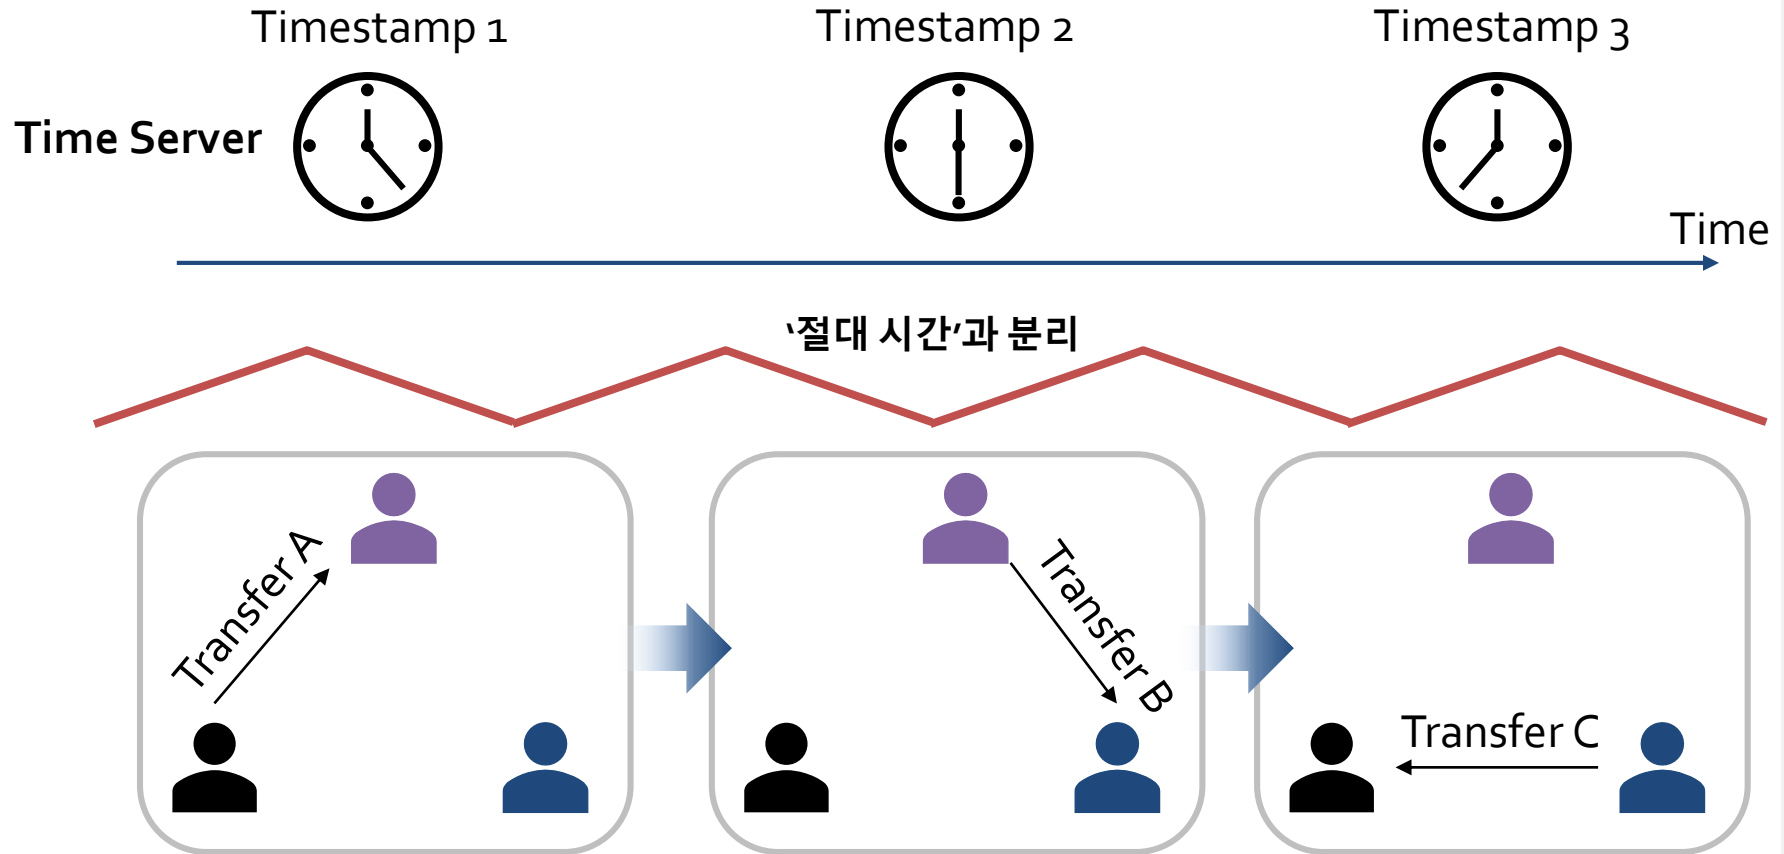 Timestamp 1
Timestamp 2
Timestamp 3
Time Server
Time
‘절대 시간’과 분리
Transfer A
Transfer B
Transfer C